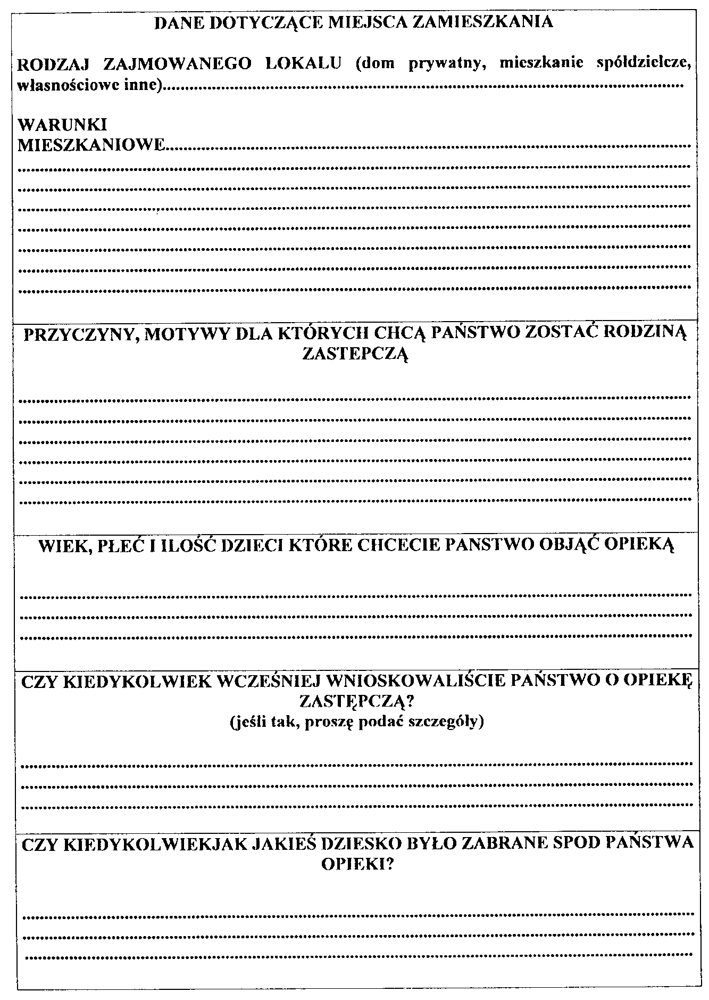 DANE DOTYCZĄCE MIEJSCA ZAMIESZKANIA
RODZAJ ZAJMOWANEGO LOKALU (dom prywatny, mieszkanie spółdzielcze,
własnościowe inne)..........................................................................................................................
WARUNKI
MIESZKANIOWE..........................................................................................................................
..........................................................................................................................
..........................................................................................................................
..........................................................................................................................
..........................................................................................................................
..........................................................................................................................
..........................................................................................................................
..........................................................................................................................
PRZYCZYNY, MOTYWY DLA KTÓRYCH CHCĄ PAŃSTWO ZOSTAĆ RODZINĄ
ZASTEPCZĄ
..........................................................................................................................
..........................................................................................................................
..........................................................................................................................
..........................................................................................................................
..........................................................................................................................
..........................................................................................................................
WIEK, PŁEĆ I ILOŚĆ DZIECI KTÓRE CHCECIE PANSTWO OBJĄĆ OPIEKĄ
..........................................................................................................................
..........................................................................................................................
..........................................................................................................................
CZY KIEDYKOLWIEK WCZEŚNIEJ WNIOSKOWALIŚCIE PAŃSTWO O OPIEKĘ
ZASTĘPCZĄ?
(jeśli tak, proszę podać szczegóły)
..........................................................................................................................
..........................................................................................................................
..........................................................................................................................
CZY KIEDYKOLWIEKJAK JAKIEŚ DZIESKO BYŁO ZABRANE SPOD PAŃSTWA
OPIEKI?
..........................................................................................................................
..........................................................................................................................
..........................................................................................................................